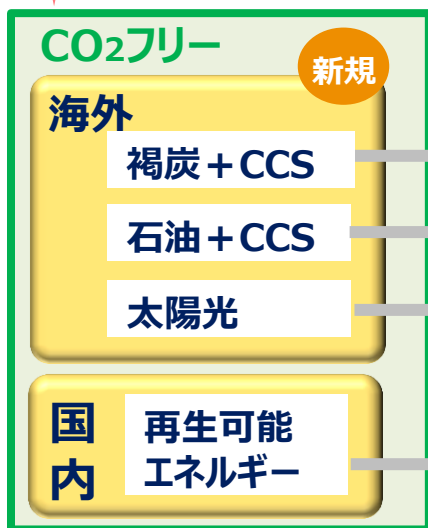 CO2フリー
新規
海外
褐炭+CCS
石油+CCS
太陽光
国内
再生可能
エネルギー